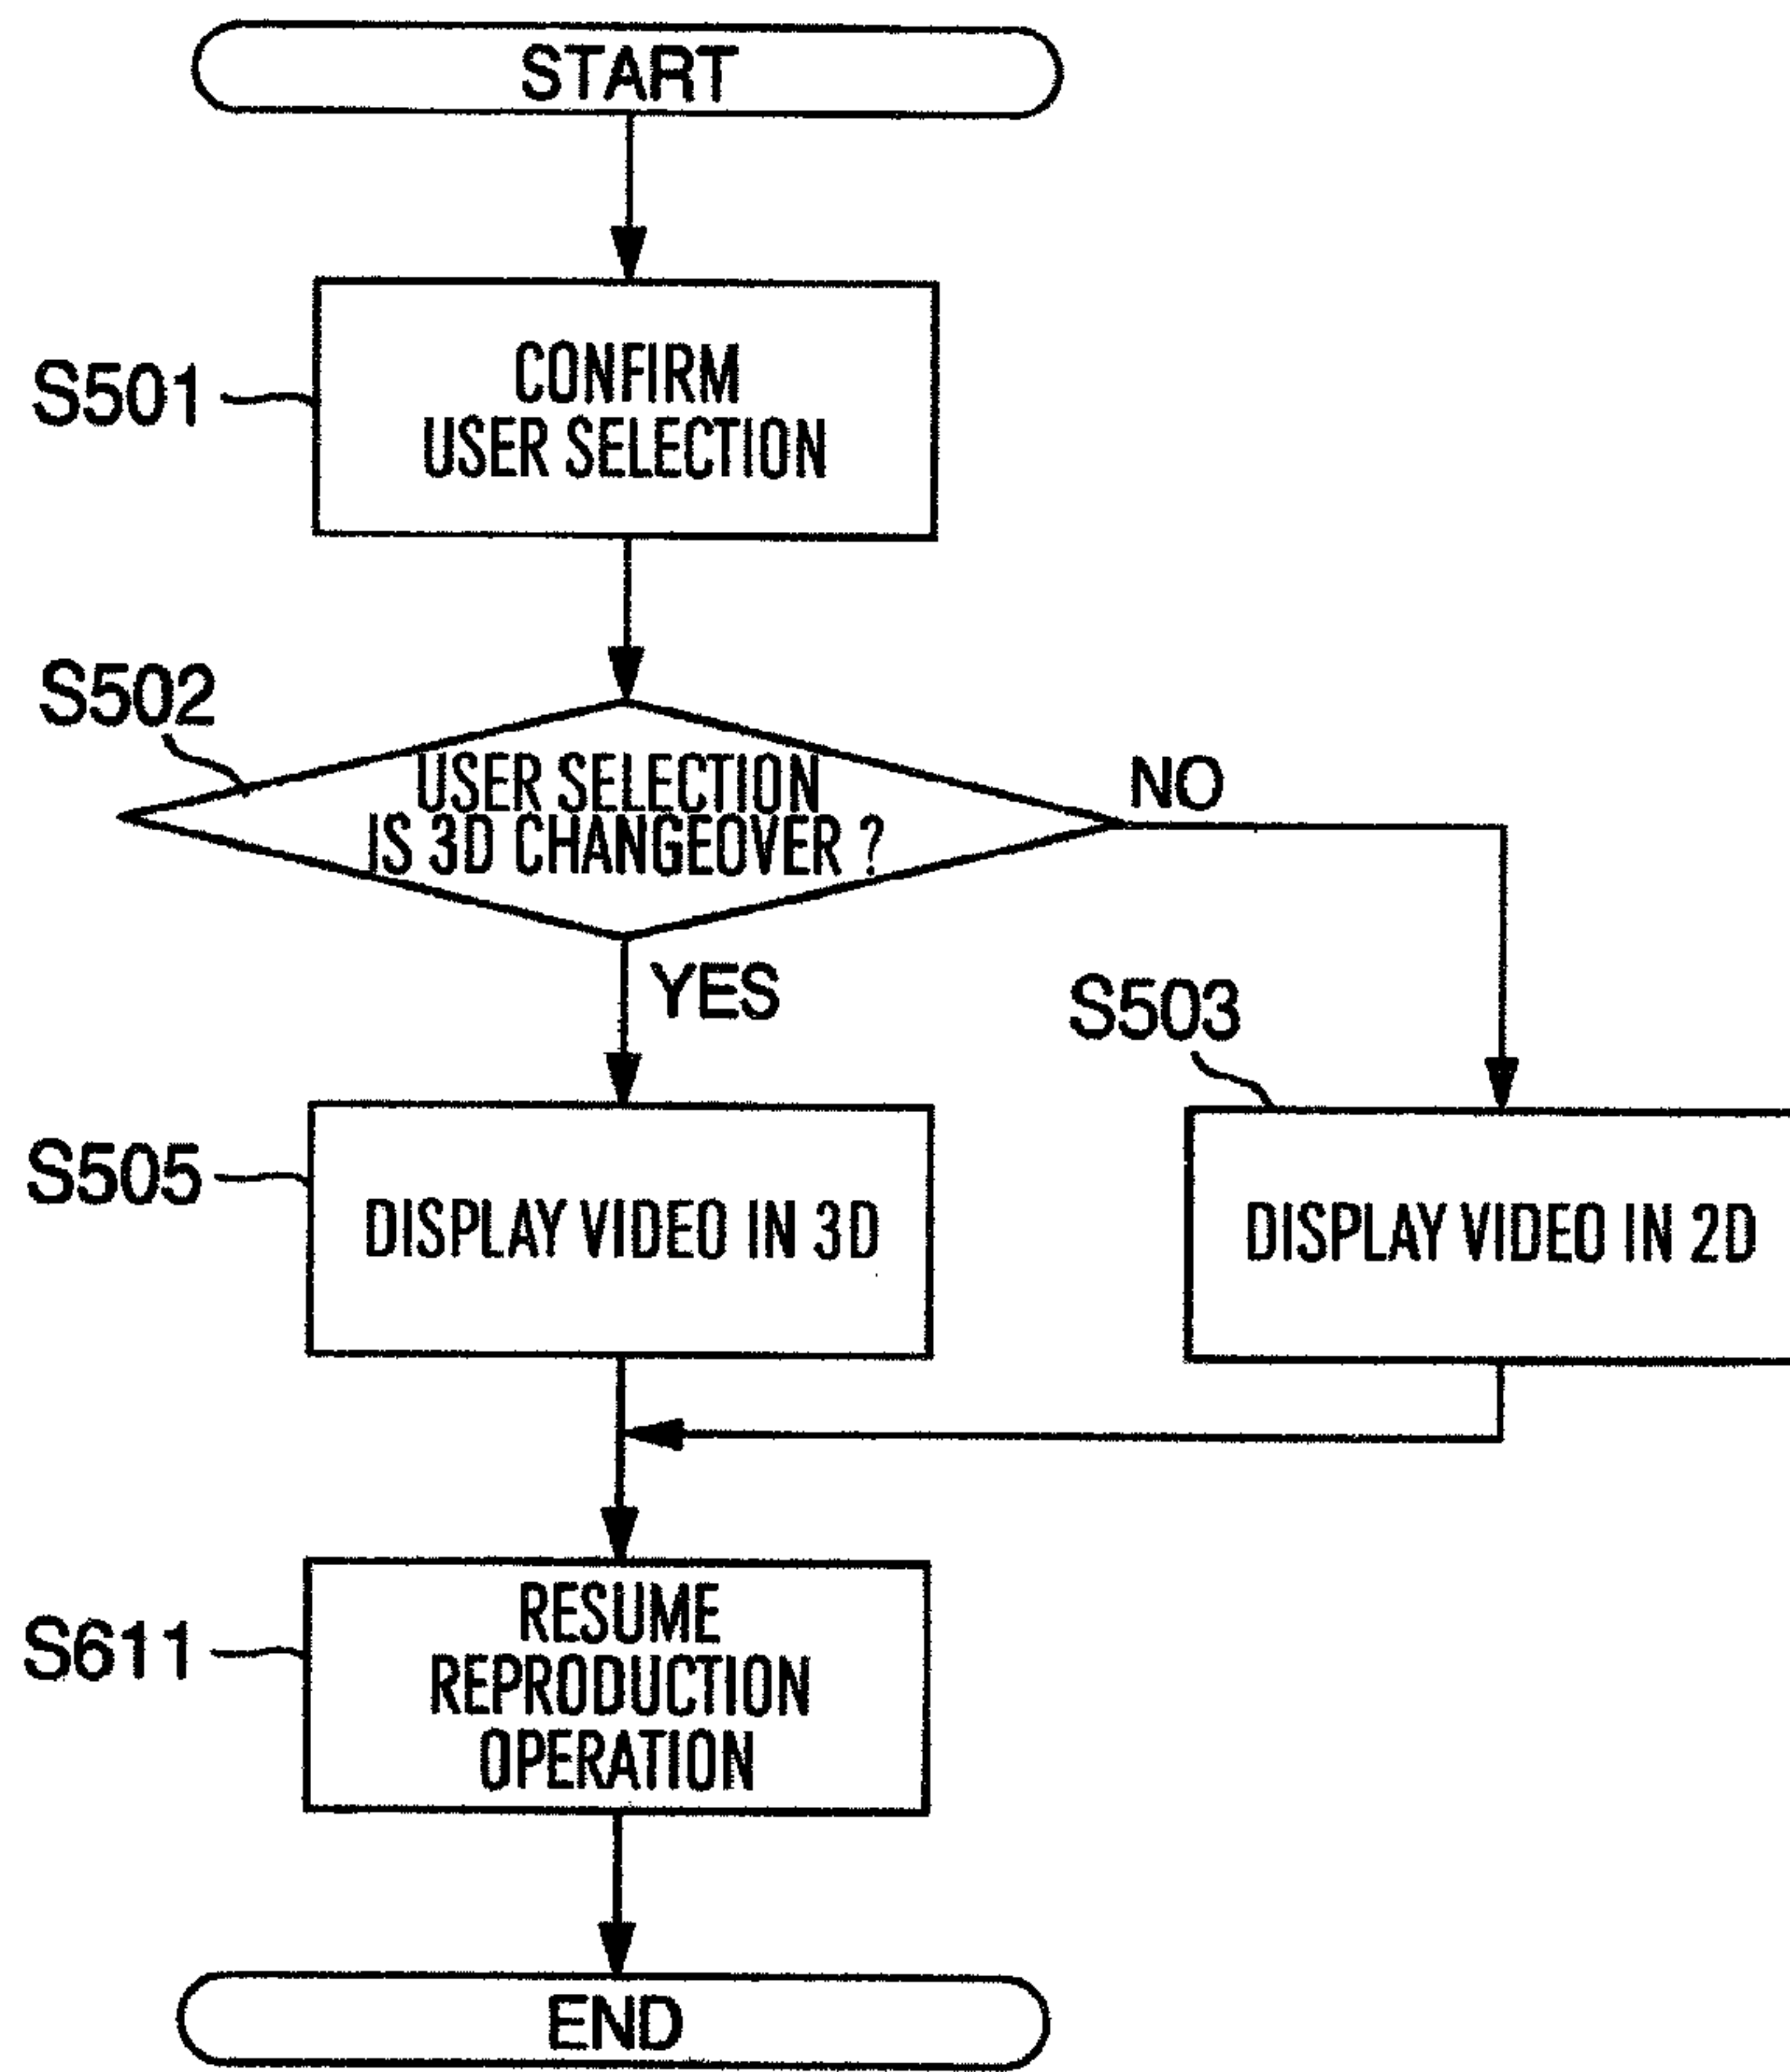 START
S501
CONFIRM
USER SELECTION
S502
USER SELECTION
IS 3D CHANGEOVER ?
NO
YES
S503
S505
DISPLAY VIDEO IN 3D
DISPLAY VIDEO IN 2D
S611
RESUME
REPRODUCTION
OPERATION
END